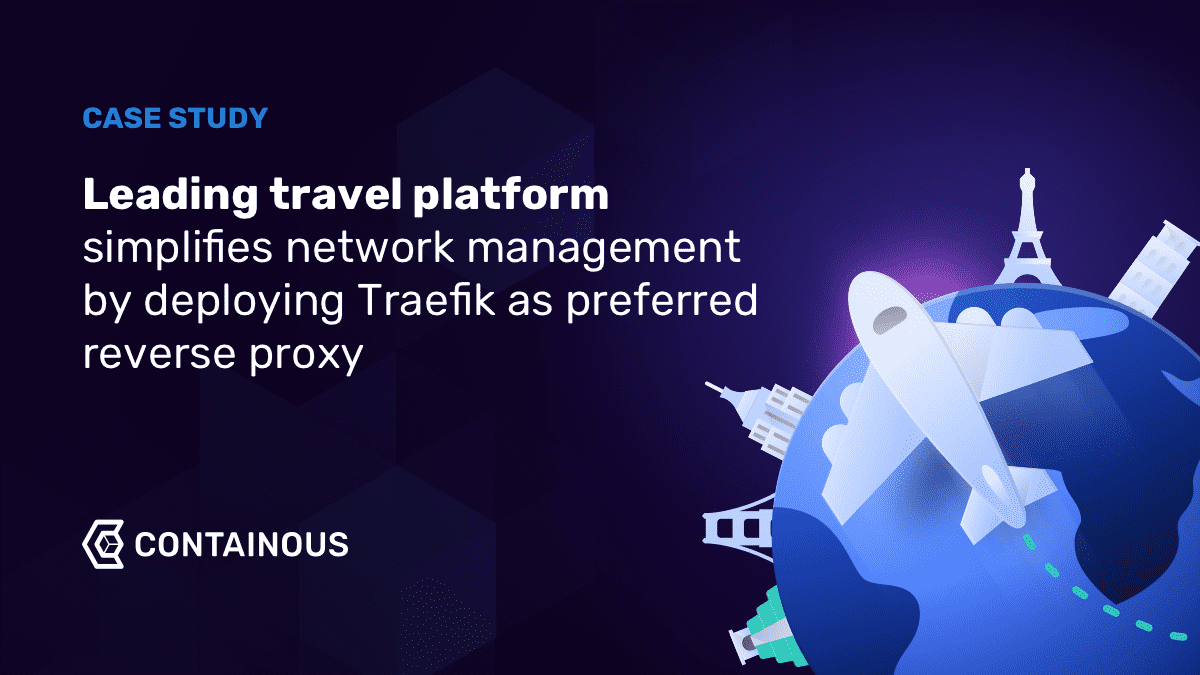 CASE STUDY
Leading travel platform
simplifies network management
by deploying Traefik as preferred
reverse proxy
CONTAINOUS